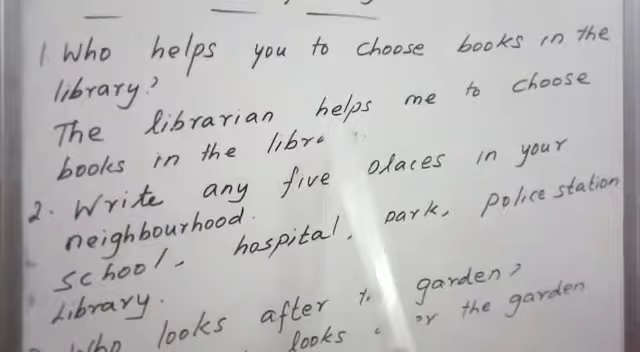 1. Who helps you to choose books in the
library?
The librarian helps me to choose
books in the
2. Write any five places in your
neighbourhood.
School, hospital, park, police station
Library.
Who looks after garden?
looks the garden